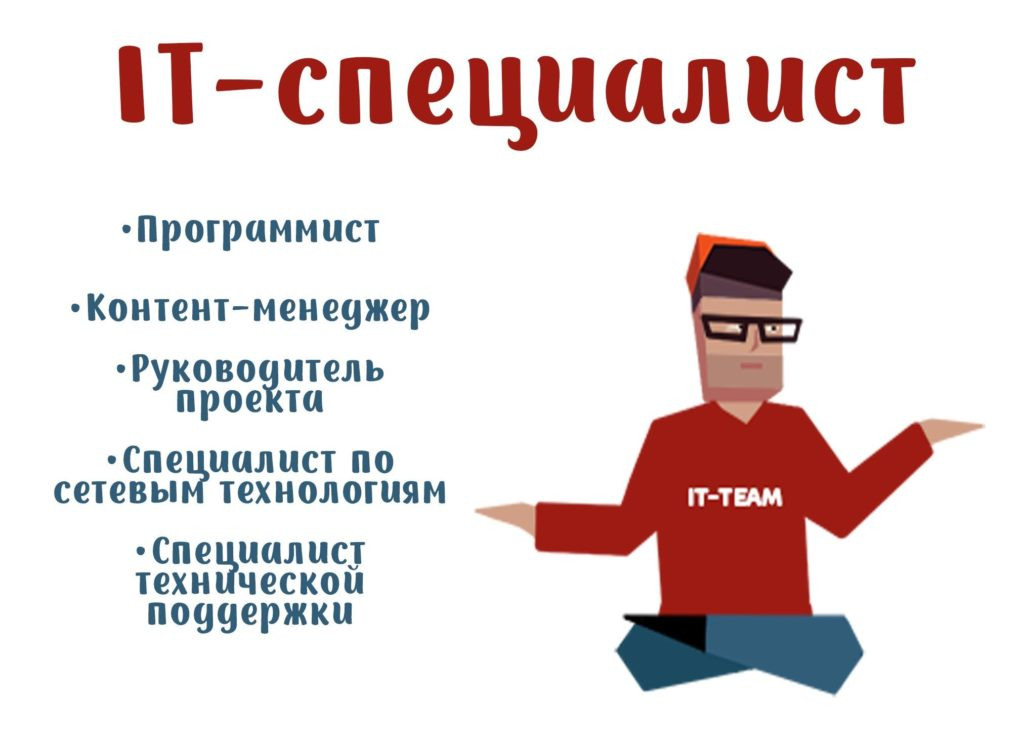 IT-специалист
•Программист
•Контент-менеджер
•Руководитель
проекта
•Специалист по
сетевым технологиям
•Специалист
технической
поддержки
IT-TEAM